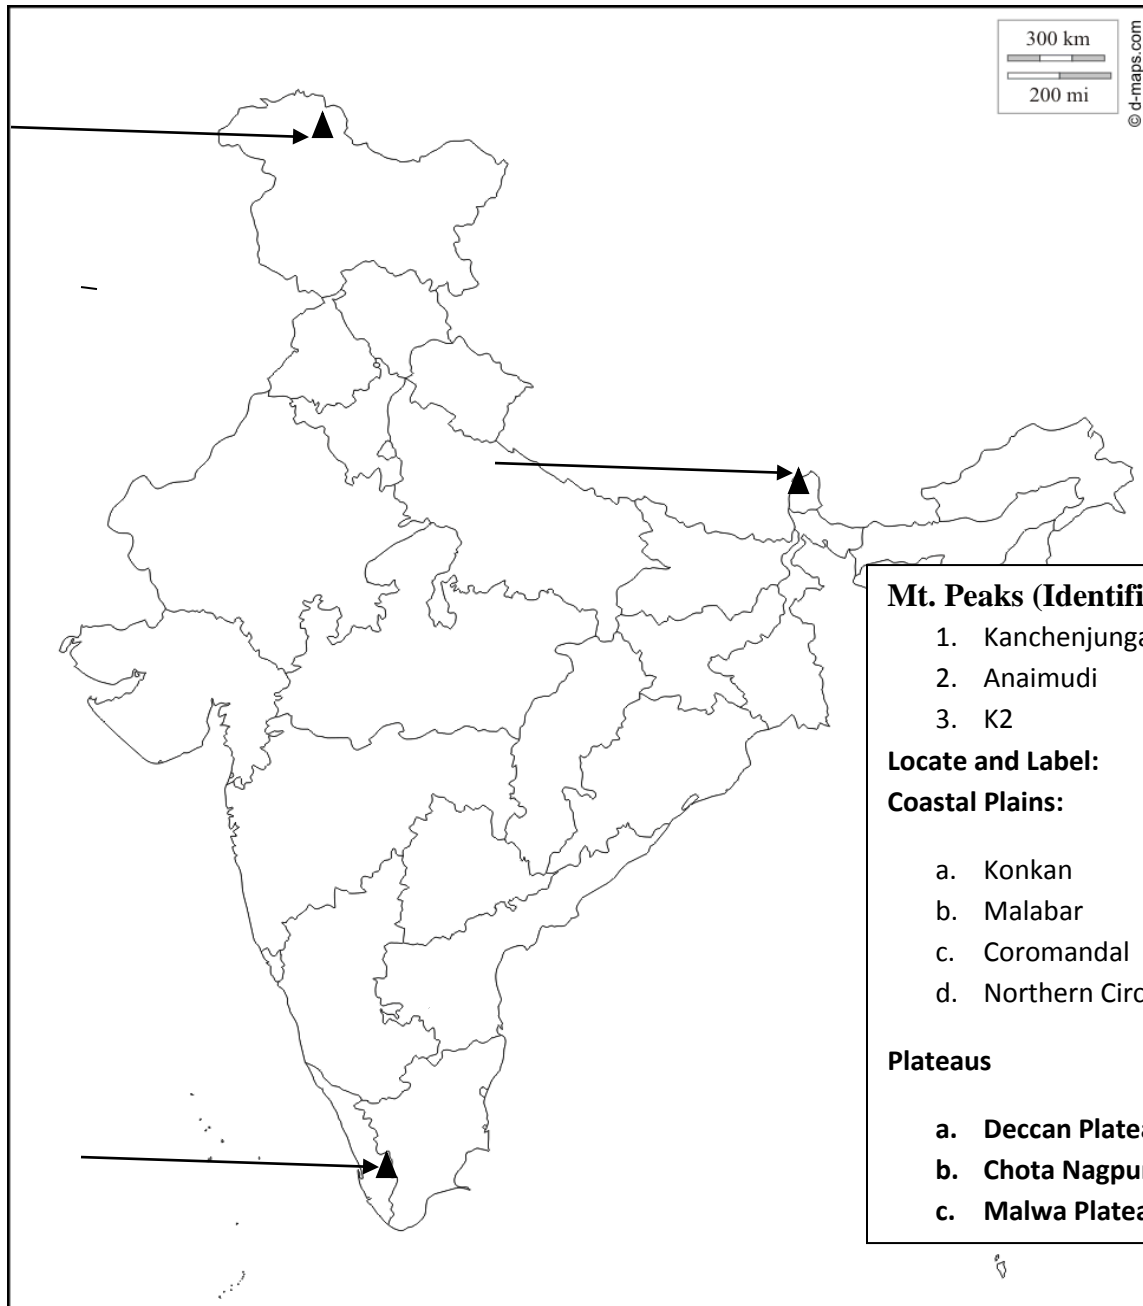 300 km
200 mi
© d-maps.com
Mt. Peaks (Identifi
1. Kanchenjunga
2. Anaimudi
3. K2
Locate and Label:
Coastal Plains:
a. Konkan
b. Malabar
c. Coromandal
d. Northern Circ
Plateaus
a. Deccan Platea
b. Chota Nagpur
c. Malwa Platea